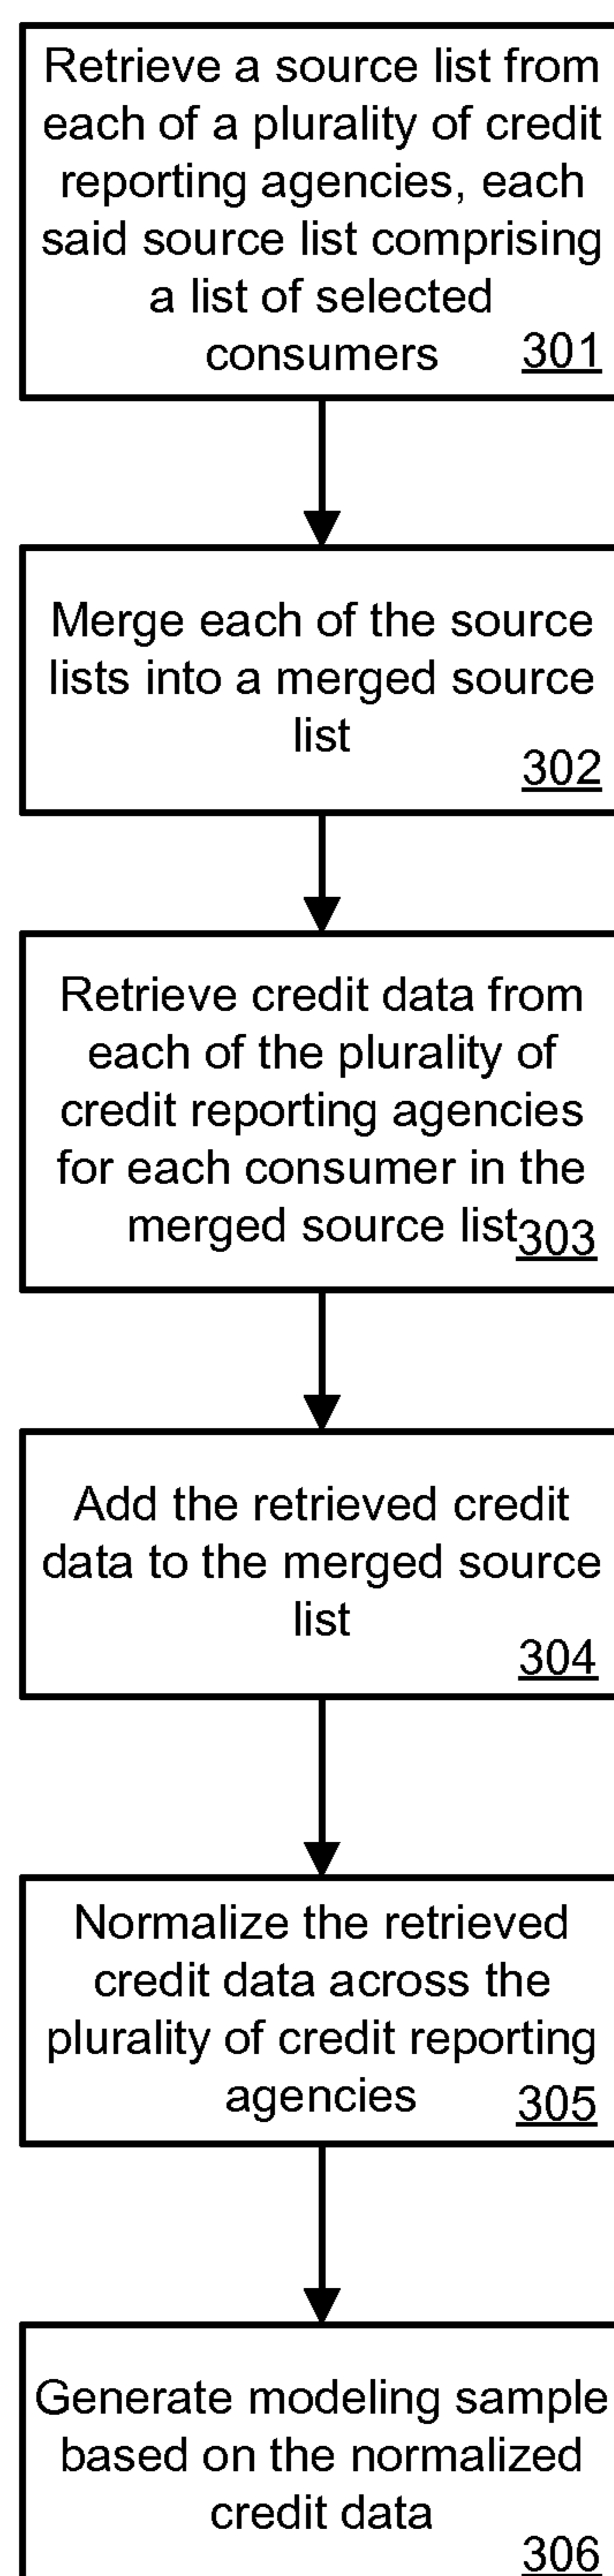 Retrieve a source list from
each of a plurality of credit
reporting agencies, each
said source list comprising
a list of selected
consumers 301
Merge each of the source
lists into a merged source
list
302
Retrieve credit data from
each of the plurality of
credit reporting agencies
for each consumer in the
merged source list 303
Add the retrieved credit
data to the merged source
list
304
Normalize the retrieved
credit data across the
plurality of credit reporting
agencies 305
Generate modeling sample
based on the normalized
credit data
306